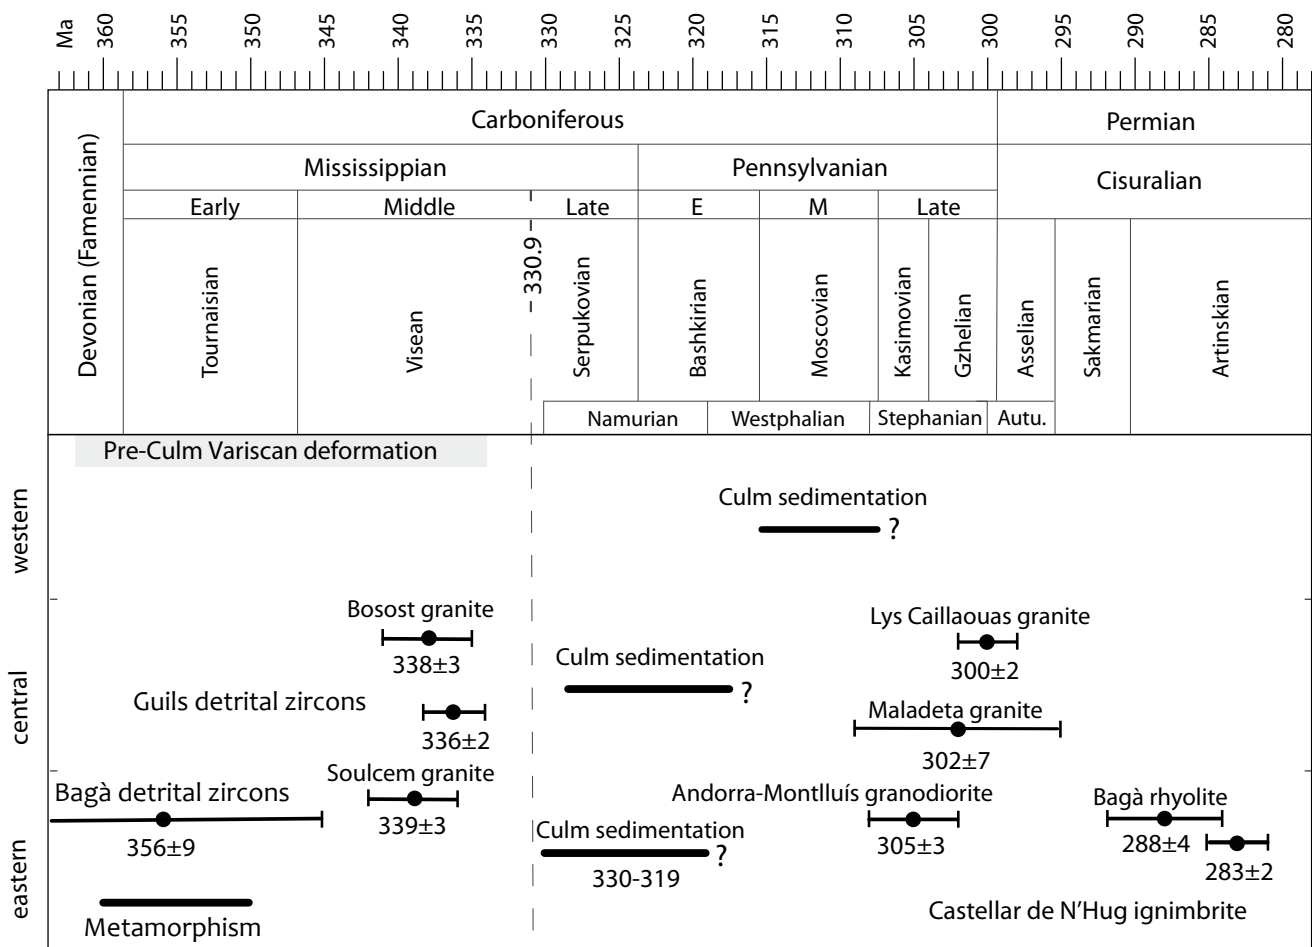 Ma 360 355 350 345 340 335 330 325 320 315 310 305 300 295 290 285 280
Carboniferous Permian
Mississippian Pennsylvanian Cisuralian
Early Middle Late E M Late
Devonian (Famennian)
Tournaisian
Visean
330.9
Serpukovian
Bashkirian
Moscovian
Kasimovian
Gzhelian
Asselian
Sakmarian
Artinskian
Namurian Westphalian Stephanian Autu.
Pre-Culm Variscan deformation
western
Culm sedimentation
?
central
Bosost granite
338±3
Lys Caillaouas granite
300±2
Culm sedimentation
?
Guils detrital zircons
336±2
Maladeta granite
302±7
eastern
Soulcem granite
339±3
Bagà detrital zircons
356±9
Andorra-Montlluís granodiorite
305±3
Bagà rhyolite
288±4
283±2
Culm sedimentation
?
330-319
Castellar de N'Hug ignimbrite
Metamorphism